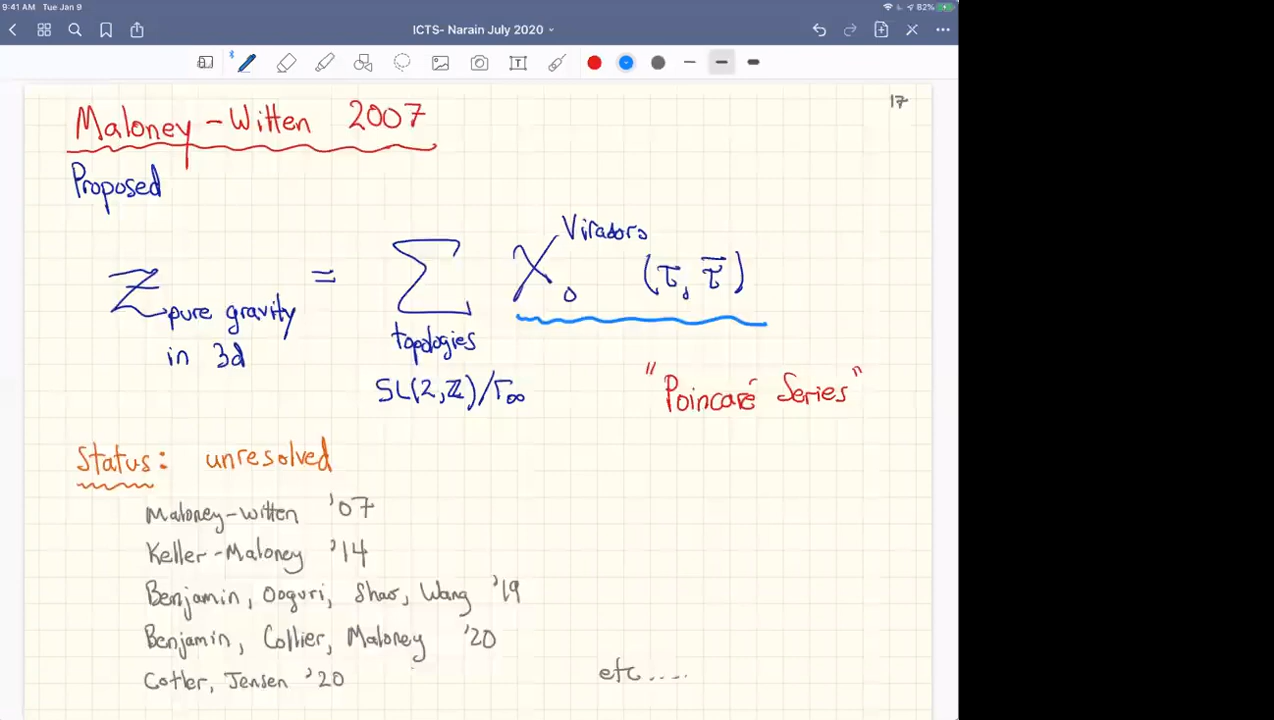 9:41 AM Tue Jan 9
82%
ICTS- Narain July 2020
17
Maloney-Witten 2007
Proposed
Z pure gravity in 3d = Σ topologies SL(2,ℤ)/Γ∞ χ₀ Virasoro (τ, τ̄)
"Poincaré Series"
Status: unresolved
Maloney-Witten '07
Keller-Maloney '14
Benjamin, Ooguri, Shao, Wang '19
Benjamin, Collier, Maloney '20
Cotler, Jensen '20
etc.....